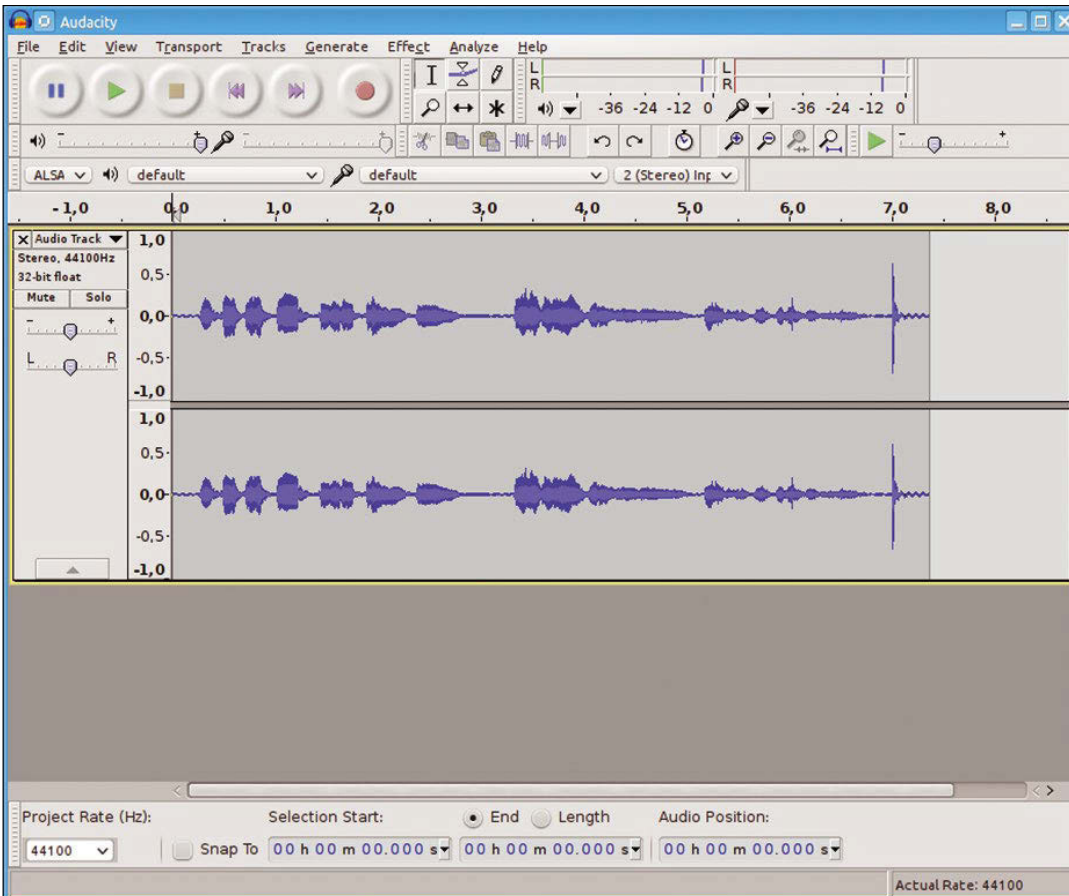 Audacity
File Edit View Transport Tracks Generate Effect Analyze Help
L
R
-36 -24 -12 0
L
R
-36 -24 -12 0
ALSA default default 2 (Stereo) Inp
-1,0 0,0 1,0 2,0 3,0 4,0 5,0 6,0 7,0 8,0
X Audio Track
Stereo, 44100Hz
32-bit float
Mute Solo
- +
L R
1,0
0,5-
0,0-
-0,5-
-1,0
1,0
0,5-
0,0-
-0,5-
-1,0
Project Rate (Hz): Selection Start: End Length Audio Position:
44100 Snap To 00 h 00 m 00.000 s 00 h 00 m 00.000 s 00 h 00 m 00.000 s
Actual Rate: 44100